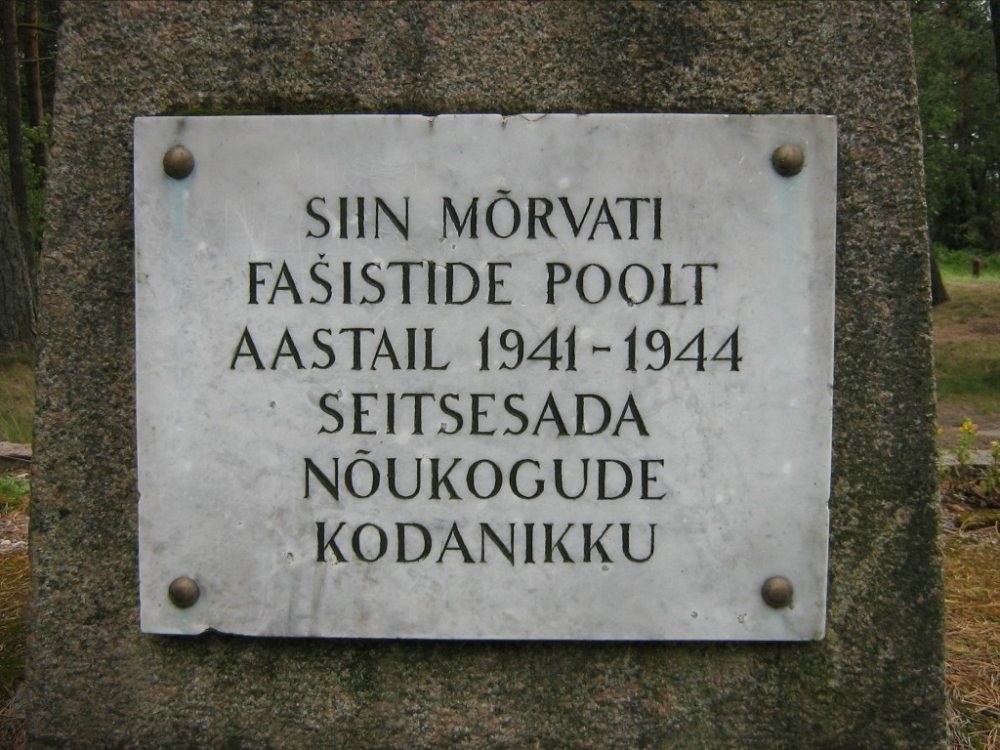 SIIN MÕRVATI
FAŠISTIDE POOLT
AASTAIL 1941-1944
SEITSESADA
NÕUKOGUDE
KODANIKKU